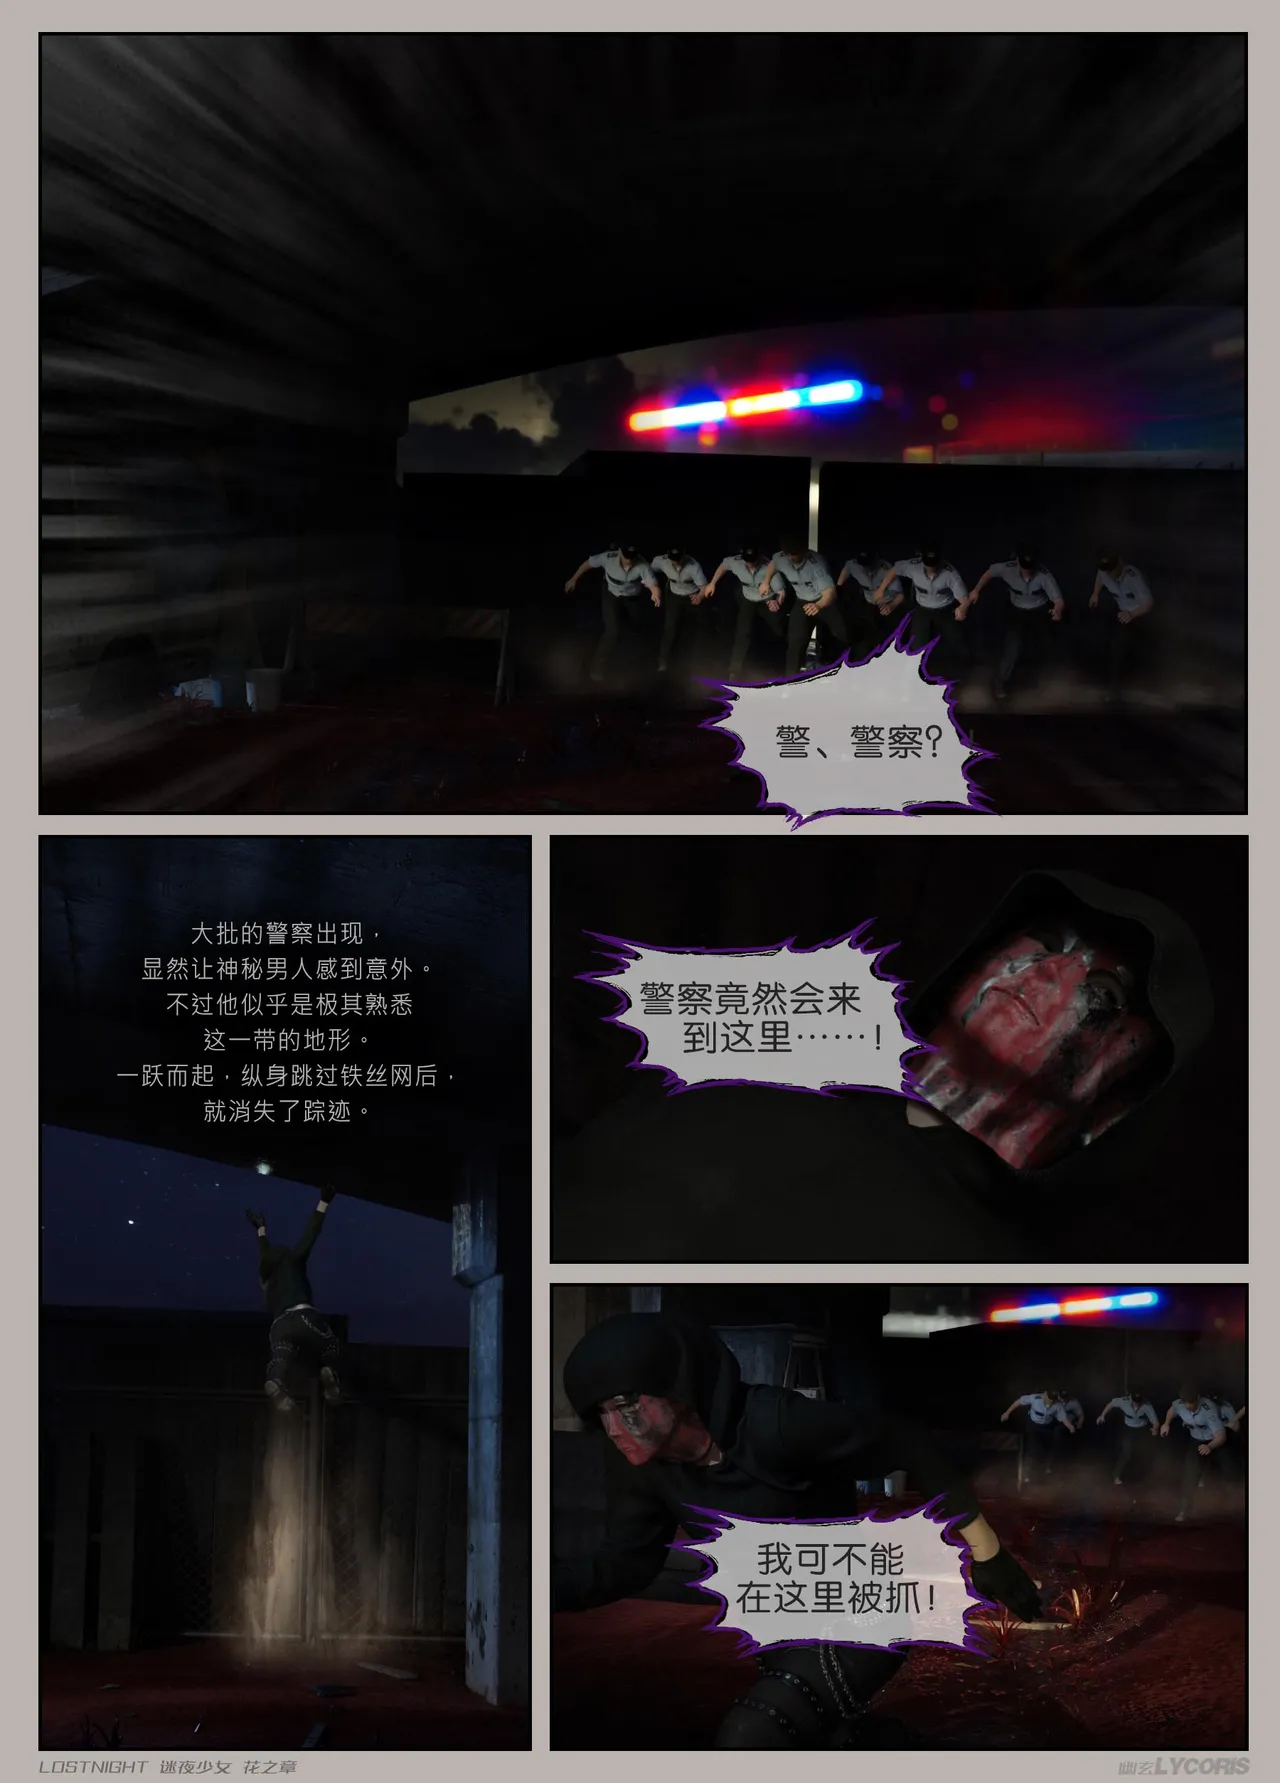 警、警察?!
警察竟然会来
到这里……!
我可不能
在这里被抓!
大批的警察出现，
显然让神秘男人感到意外。
不过他似乎是极其熟悉
这一带的地形。
一跃而起，纵身跳过铁丝网后，
就消失了踪迹。
LOSTNIGHT 迷夜少女 花之章
幽玄LYCORIS